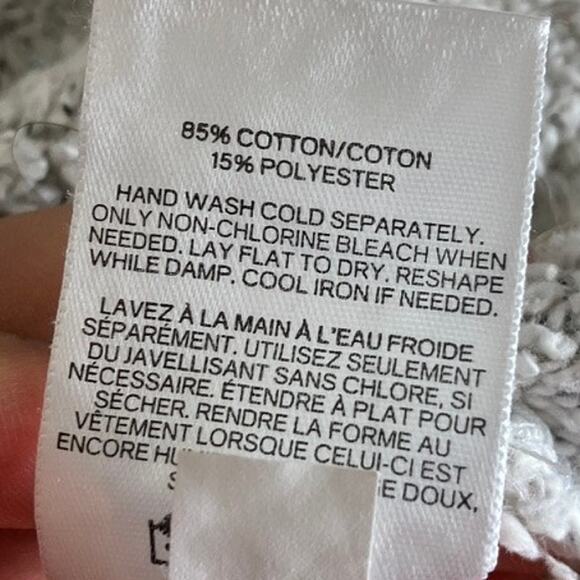 85% COTTON/COTON
15% POLYESTER
HAND WASH COLD SEPARATELY.
ONLY NON-CHLORINE BLEACH WHEN
NEEDED. LAY FLAT TO DRY. RESHAPE
WHILE DAMP. COOL IRON IF NEEDED.
LAVEZ À LA MAIN À L'EAU FROIDE
SÉPARÉMENT. UTILISEZ SEULEMENT
DU JAVELLISANT SANS CHLORE, SI
NÉCESSAIRE. ÉTENDRE À PLAT POUR
SÉCHER. RENDRE LA FORME AU
VÊTEMENT LORSQUE CELUI-CI EST
ENCORE
DOUX,